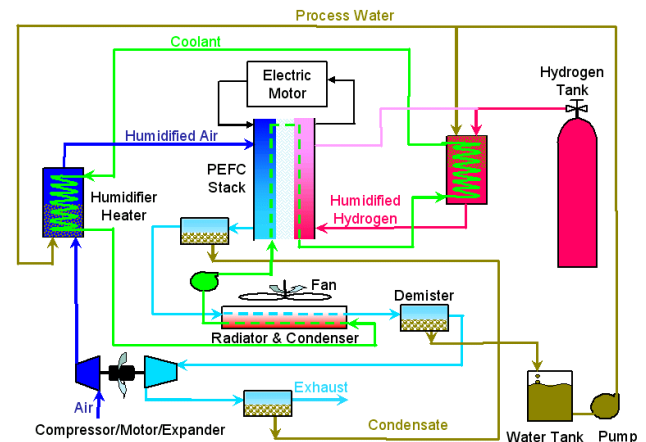 Process Water
Coolant
Electric
Motor
Hydrogen
Tank
Humidified Air
PEFC
Stack
Humidifier
Heater
Humidified
Hydrogen
Fan
Demister
Radiator & Condenser
Exhaust
Air
Condensate
Compressor/Motor/Expander
Water Tank
Pump